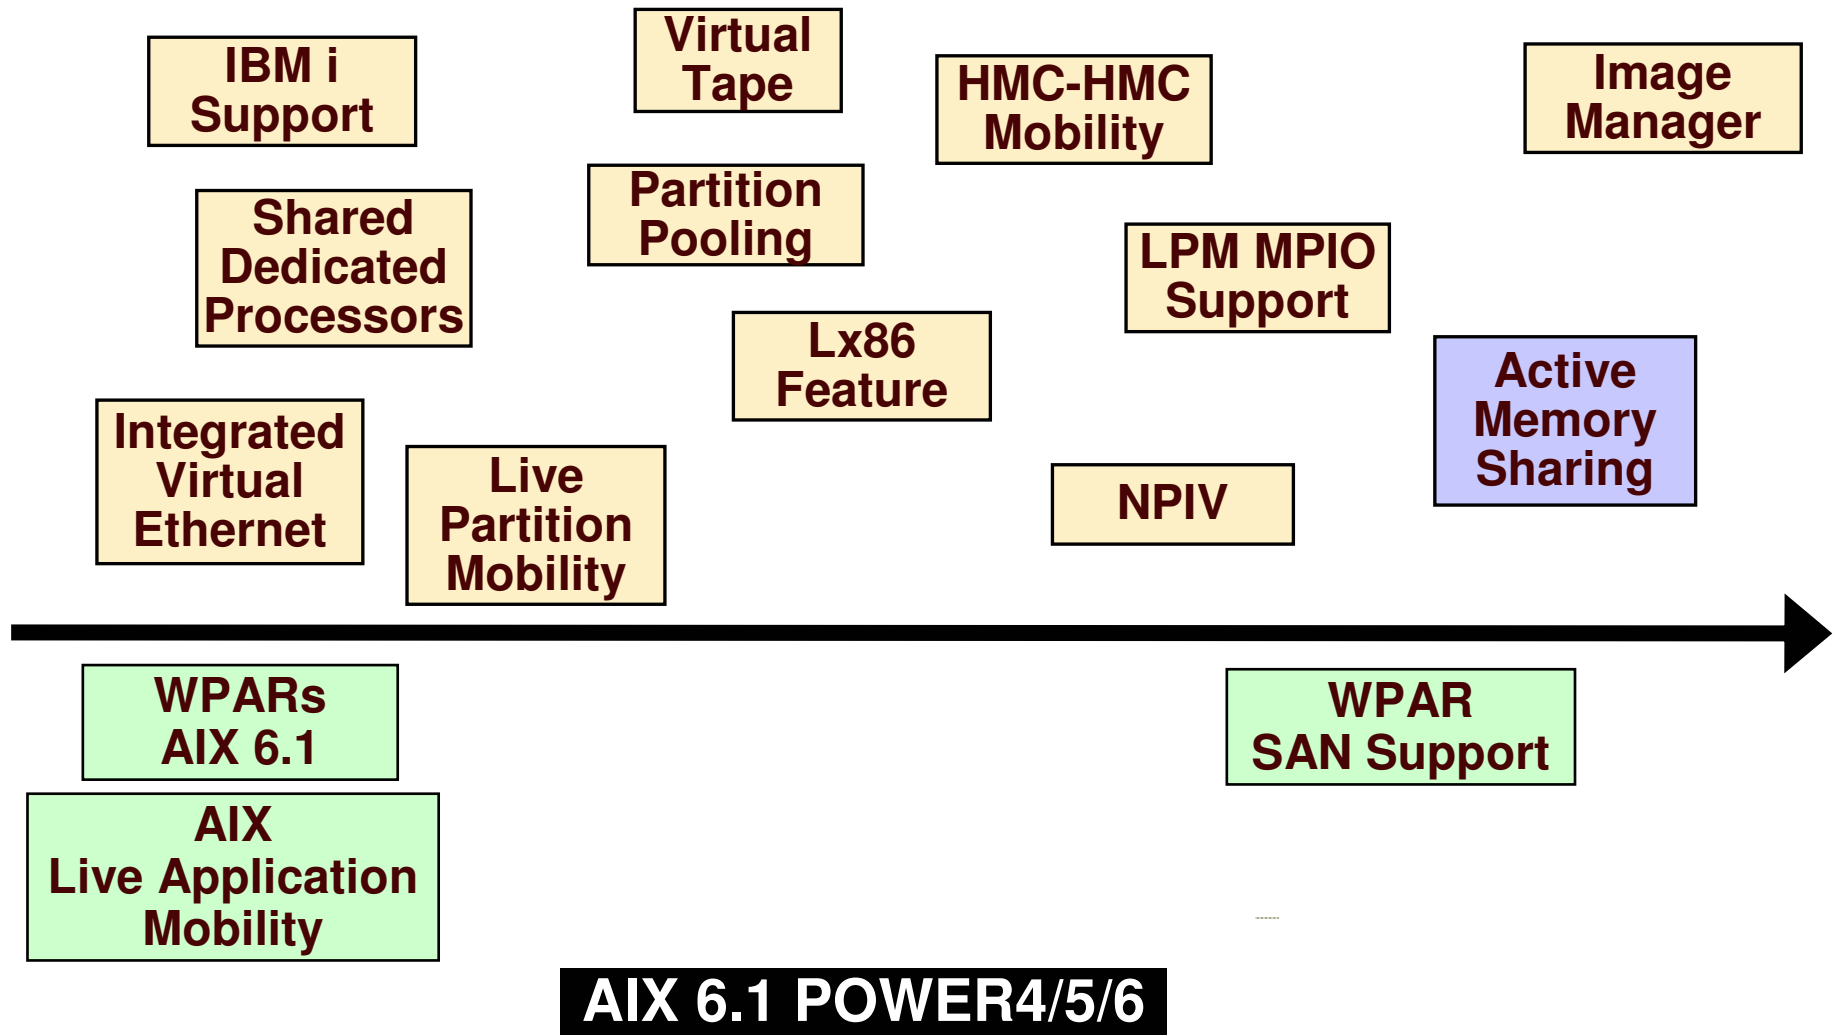 IBM i
Support
Virtual
Tape
HMC-HMC
Mobility
Image
Manager
Shared
Dedicated
Processors
Partition
Pooling
LPM MPIO
Support
Lx86
Feature
Active
Memory
Sharing
Integrated
Virtual
Ethernet
Live
Partition
Mobility
NPIV
WPARs
AIX 6.1
WPAR
SAN Support
AIX
Live Application
Mobility
AIX 6.1 POWER4/5/6